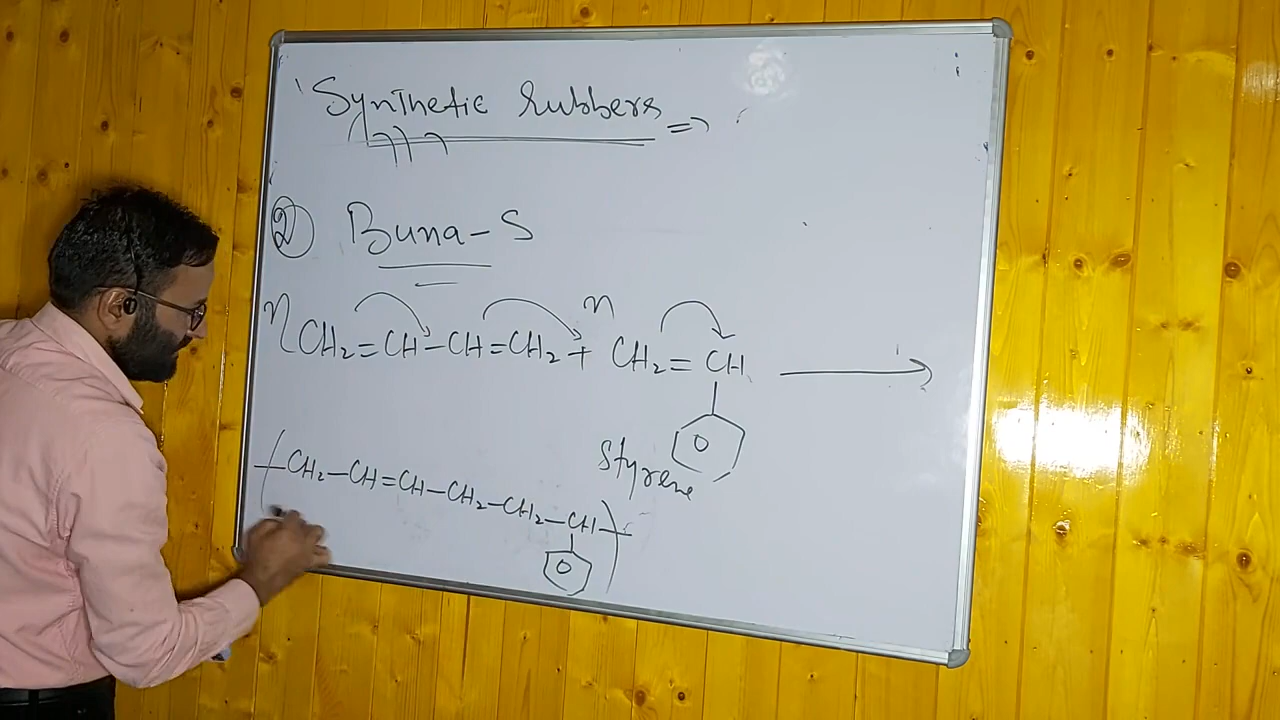 Synthetic rubbers =>
② Buna-S
n CH₂=CH-CH=CH₂ + n CH₂=CH →
Styrene
(-CH₂-CH=CH-CH₂-CH₂-CH-)